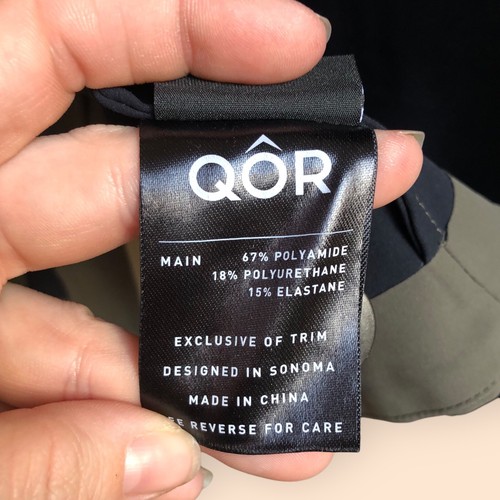 QÔR
MAIN 67% POLYAMIDE
18% POLYURETHANE
15% ELASTANE
EXCLUSIVE OF TRIM
DESIGNED IN SONOMA
MADE IN CHINA
REVERSE FOR CARE